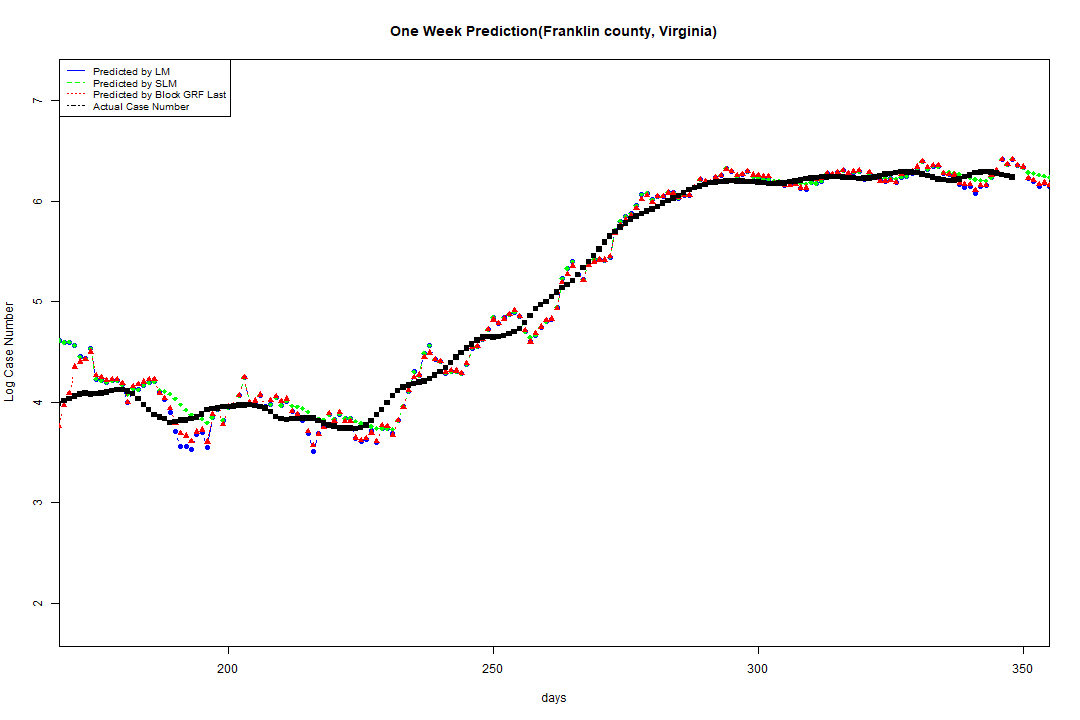 One Week Prediction(Franklin county, Virginia)
Predicted by LM
Predicted by SLM
Predicted by Block GRF Last
Actual Case Number
7
6
5
4
3
2
Log Case Number
200 250 300 350
days